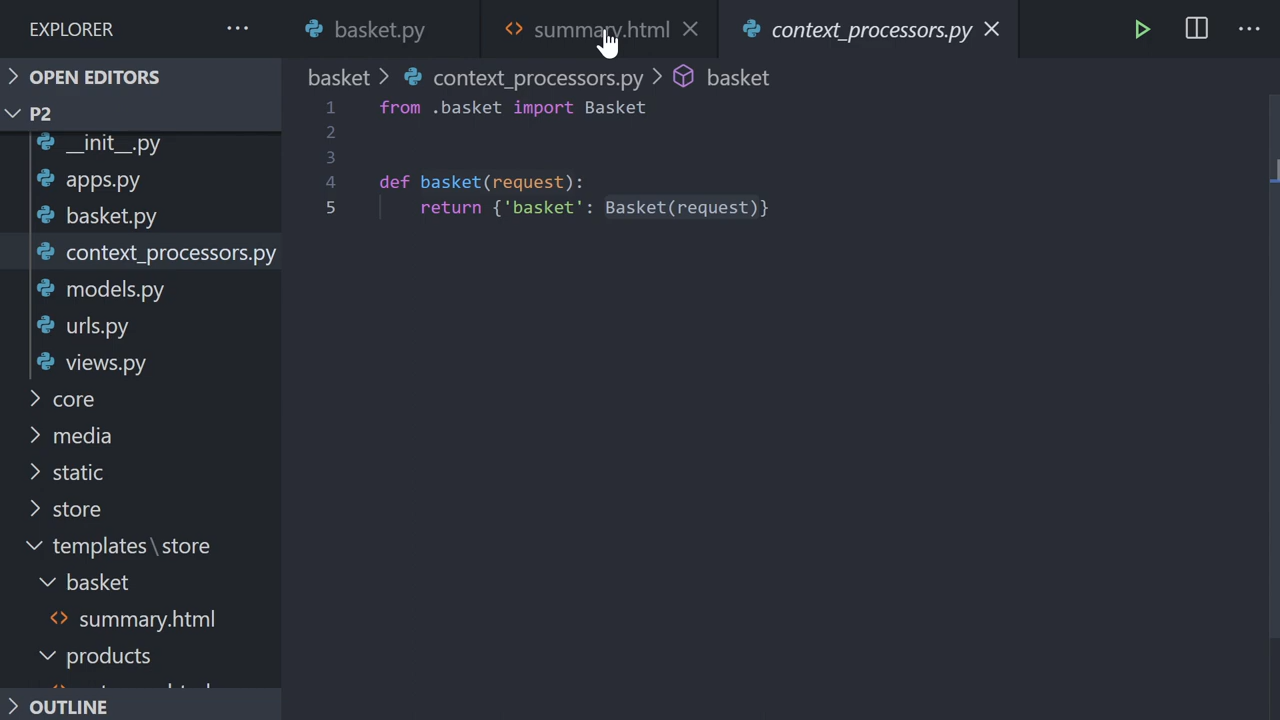 EXPLORER
...
basket.py
summary.html
context_processors.py
...
OPEN EDITORS
P2
basket > context_processors.py > basket
__init__.py
apps.py
basket.py
context_processors.py
models.py
urls.py
views.py
core
media
static
store
templates\store
basket
summary.html
products
OUTLINE
1 from .basket import Basket
2
3
4 def basket(request):
5 return {'basket': Basket(request)}